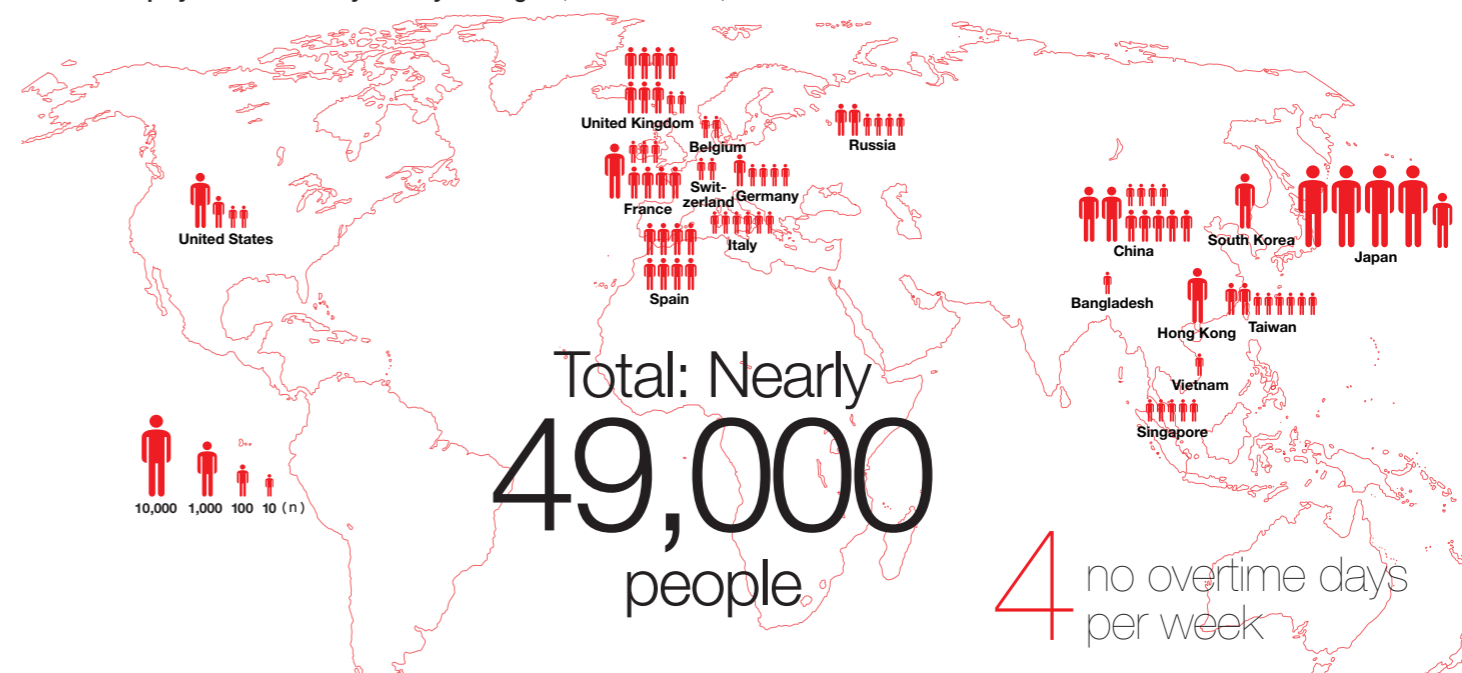 United Kingdom
Belgium
Russia
Swit-
zerland
Germany
France
United States
Italy
Spain
China
South Korea
Japan
Bangladesh
Hong Kong
Taiwan
Vietnam
Singapore
Total: Nearly
49,000
people
10,000 1,000 100 10 (n)
4 no overtime days
per week